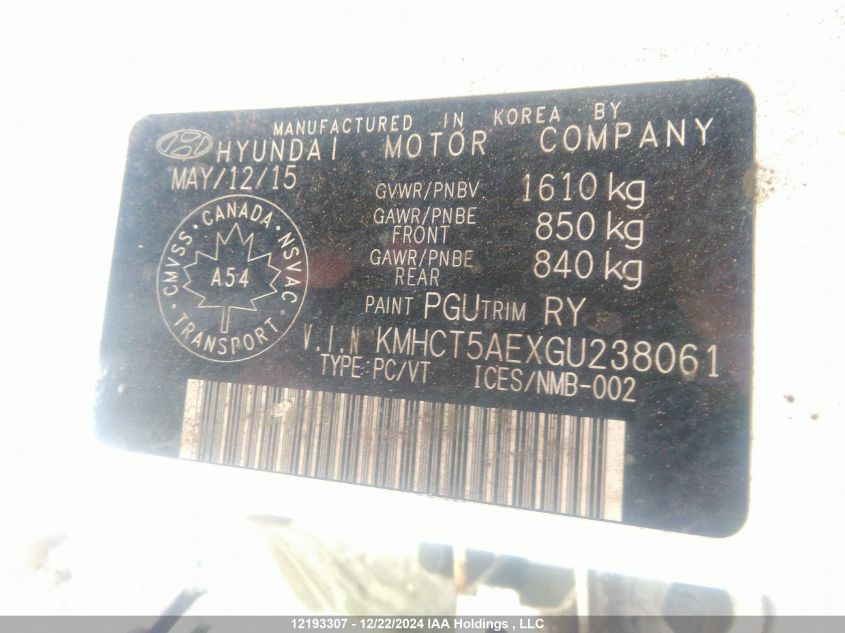 MANUFACTURED IN KOREA BY
HYUNDAI MOTOR COMPANY
MAY/12/15
GVWR/PNBV 1610 kg
GAWR/PNBE FRONT 850 kg
GAWR/PNBE REAR 840 kg
CANADA
CMVSS · NSVAC
A54
TRANSPORT
PAINT PGU TRIM RY
V.I.N KMHCT5AEXGU238061
TYPE:PC/VT ICES/NMB-002
12193307 - 12/22/2024 IAA Holdings , LLC